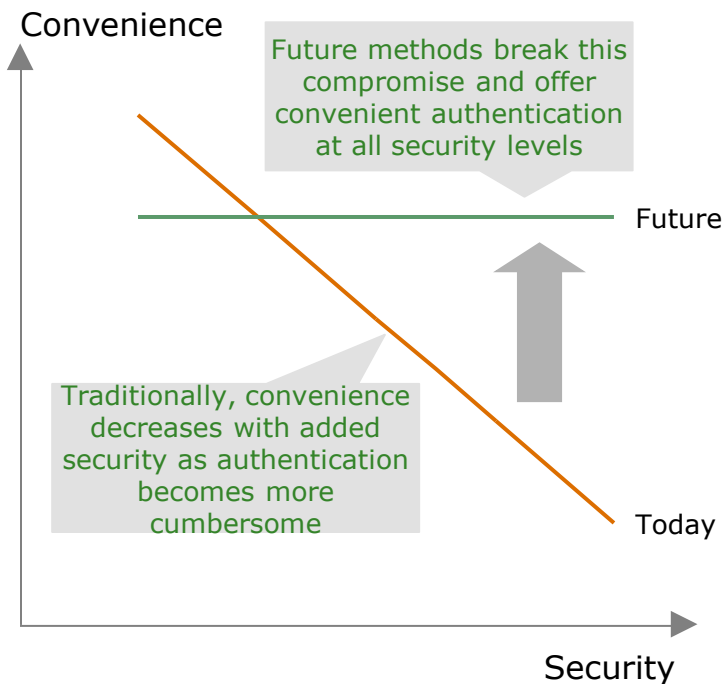 Convenience
Future methods break this
compromise and offer
convenient authentication
at all security levels
Future
Traditionally, convenience
decreases with added
security as authentication
becomes more
cumbersome
Today
Security